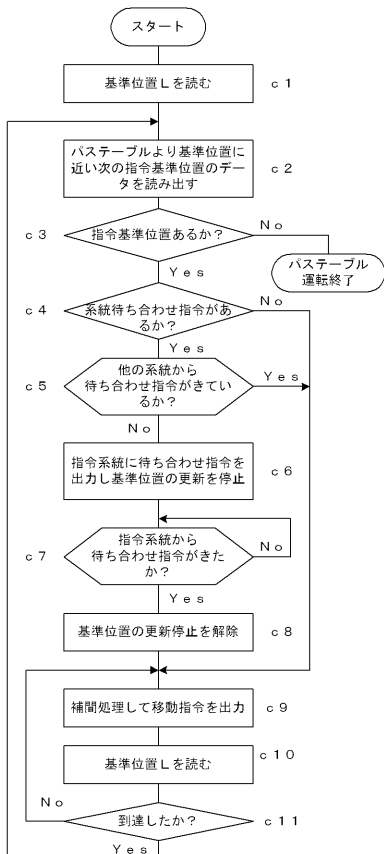 スタート
基準位置Lを読む
c1
パステーブルより基準位置に
近い次の指令基準位置のデー
タを読み出す
c2
c3
指令基準位置あるか？
No
Yes
パステーブル
運転終了
c4
系統待ち合わせ指令があ
るか？
No
Yes
c5
他の系統から
待ち合わせ指令がきてい
るか？
Yes
No
指令系統に待ち合わせ指令を
出力し基準位置の更新を停止
c6
c7
指令系統から
待ち合わせ指令がきた
か？
No
Yes
基準位置の更新停止を解除
c8
補間処理して移動指令を出力
c9
基準位置Lを読む
c10
No
到達したか？
c11
Yes